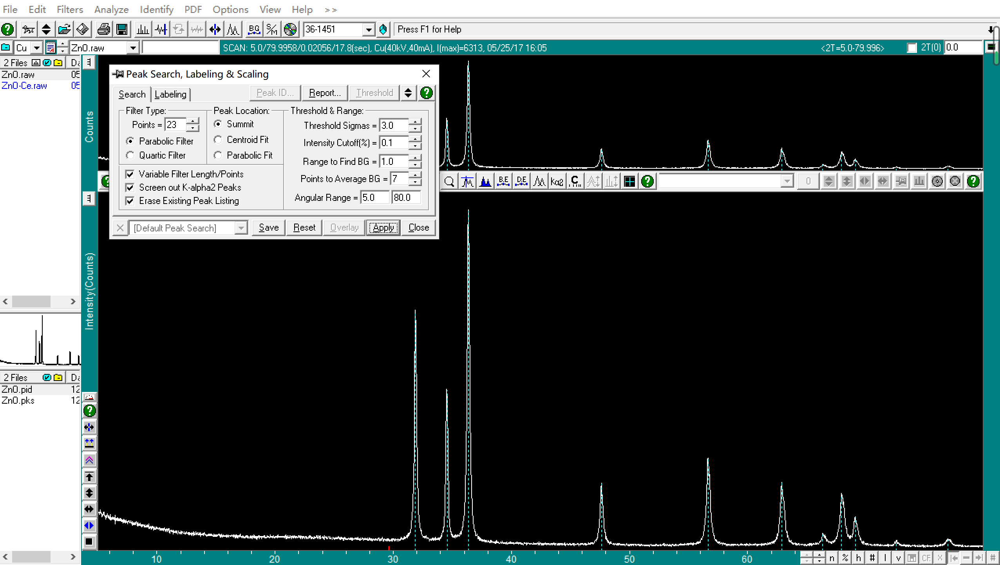 File Edit Filters Analyze Identify PDF Options View Help >>
BG S/M 36-1451 Press F1 for Help
Cu ZnO.raw SCAN: 5.0/79.9958/0.02056/17.8(sec), Cu(40kV,40mA), I(max)=6313, 05/25/17 16:05 <2T=5.0-79.996> 2T(0) 0.0
2 Files Da
ZnO.raw 05
ZnO-Ce.raw 05
Counts
Peak Search, Labeling & Scaling
Search Labeling Peak ID... Report... Threshold
Filter Type: Peak Location: Threshold & Range:
Points = 23 Summit Threshold Sigmas = 3.0
Parabolic Filter Centroid Fit Intensity Cutoff(%) = 0.1
Quartic Filter Parabolic Fit Range to Find BG = 1.0
Variable Filter Length/Points Points to Average BG = 7
Screen out K-alpha2 Peaks
Erase Existing Peak Listing Angular Range = 5.0 80.0
[Default Peak Search] Save Reset Overlay Apply Close
B.E D.E kα2 C 0
Intensity(Counts)
2 Files Da
ZnO.pid 12
ZnO.pks 12
10 20 30 40 50 60
n % h # l v CF. X #